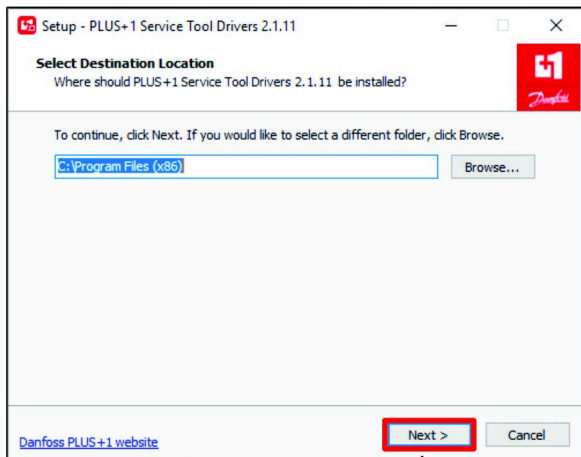 Setup - PLUS+1 Service Tool Drivers 2.1.11
Select Destination Location
Where should PLUS+1 Service Tool Drivers 2.1.11 be installed?
Danfoss
To continue, click Next. If you would like to select a different folder, click Browse.
C:\Program Files (x86)
Browse...
Danfoss PLUS+1 website
Next >
Cancel